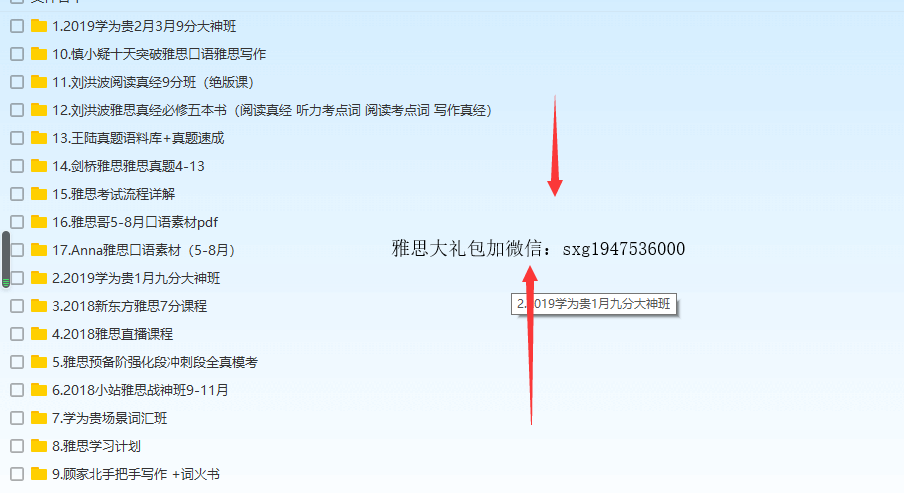 1.2019学为贵2月3月9分大神班
10.慎小嶷十天突破雅思口语雅思写作
11.刘洪波阅读真经9分班（绝版课）
12.刘洪波雅思真经必修五本书（阅读真经 听力考点词 阅读考点词 写作真经）
13.王陆真题语料库+真题速成
14.剑桥雅思雅思真题4-13
15.雅思考试流程详解
16.雅思哥5-8月口语素材pdf
17.Anna雅思口语素材（5-8月）
雅思大礼包加微信：sxg1947536000
2.2019学为贵1月九分大神班
2.2019学为贵1月九分大神班
3.2018新东方雅思7分课程
4.2018雅思直播课程
5.雅思预备阶强化段冲刺段全真模考
6.2018小站雅思战神班9-11月
7.学为贵场景词汇班
8.雅思学习计划
9.顾家北手把手写作 +词火书